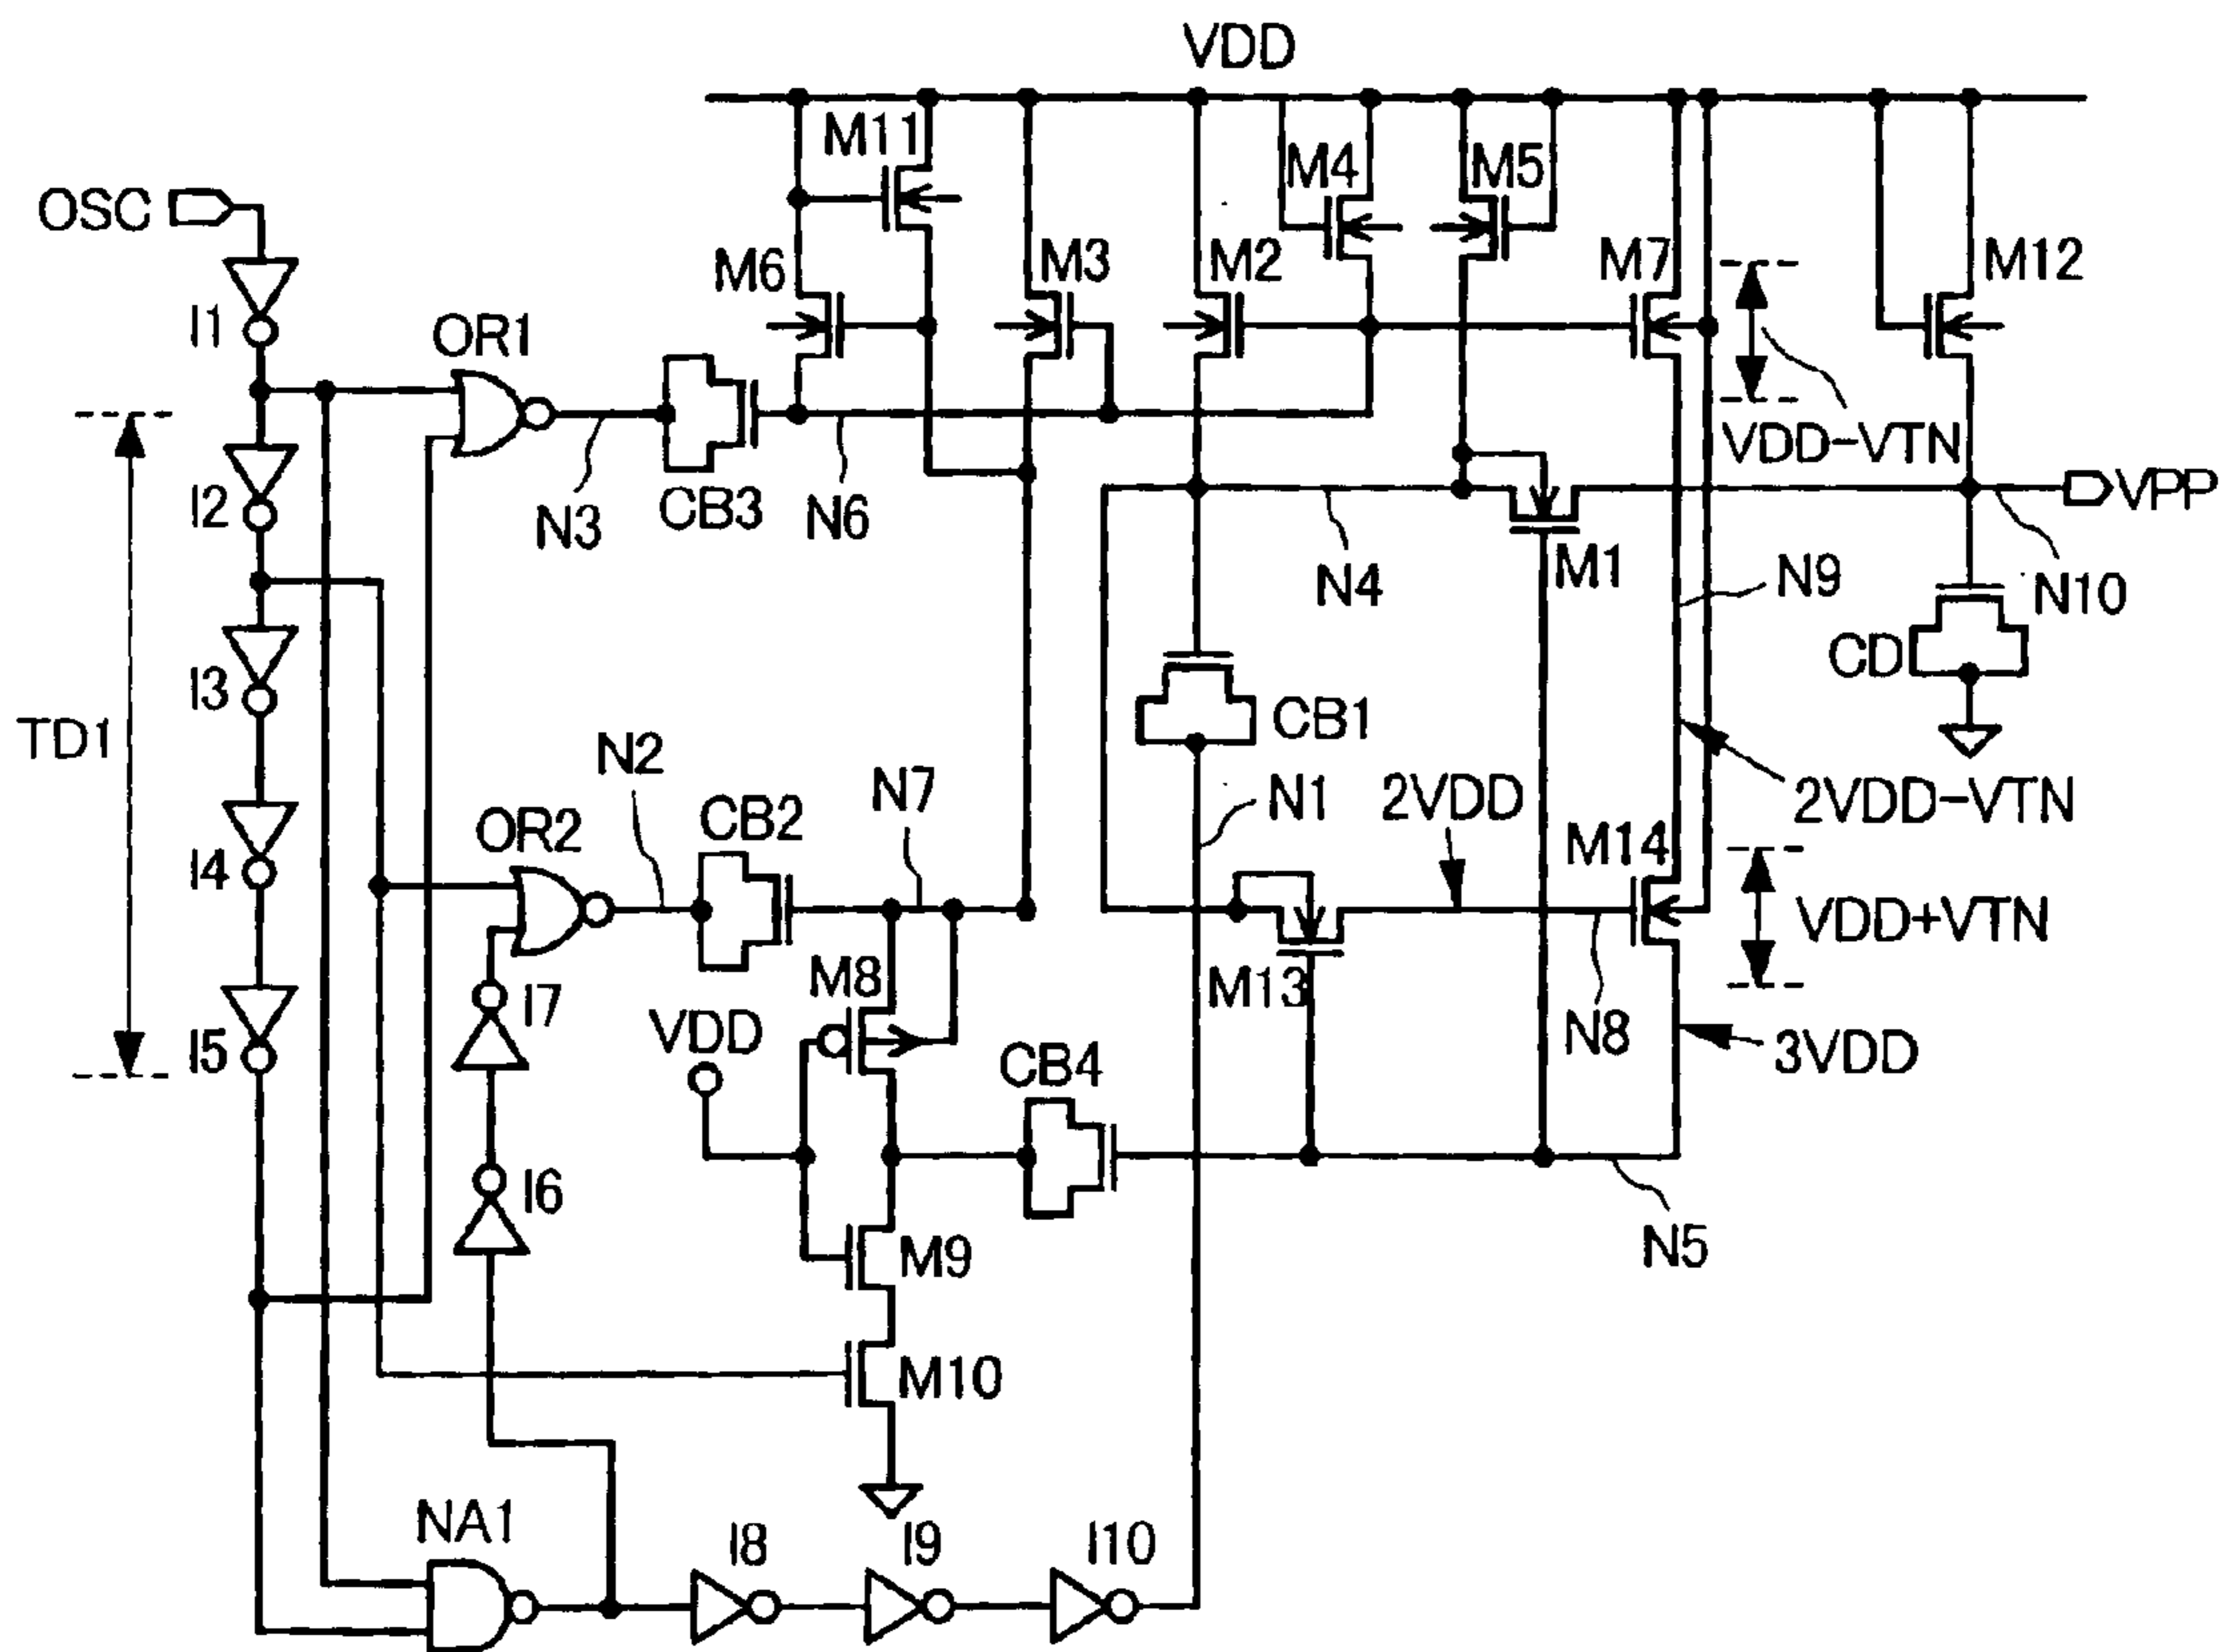 VDD
M11
M4
M5
OSC
M6
M3
M2
M7
M12
I1
OR1
VDD-VTN
I2
N3
CB3
N6
VPP
N4
M1
N9
N10
I3
CD
TD1
CB1
N2
N7
N1
2VDD
2VDD-VTN
OR2
CB2
M14
I4
VDD+VTN
M8
M13
I7
VDD
N8
I5
CB4
3VDD
I6
M9
N5
M10
NA1
I8
I9
I10